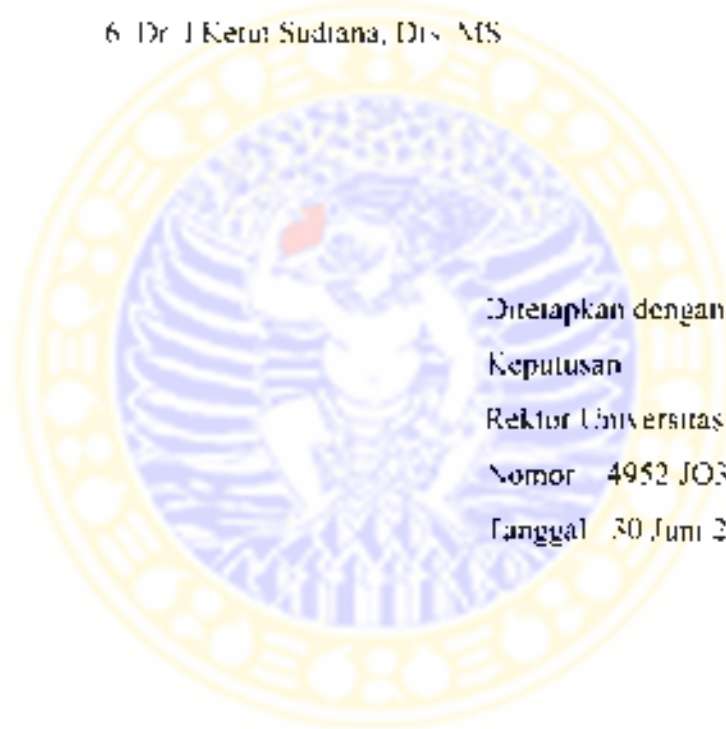 6. Dr. I Ketut Sudiana, Drs. MS
Ditetapkan dengan
Keputusan
Rektor Universitas
Nomor 4952/JO3
Tanggal 30 Juni 2